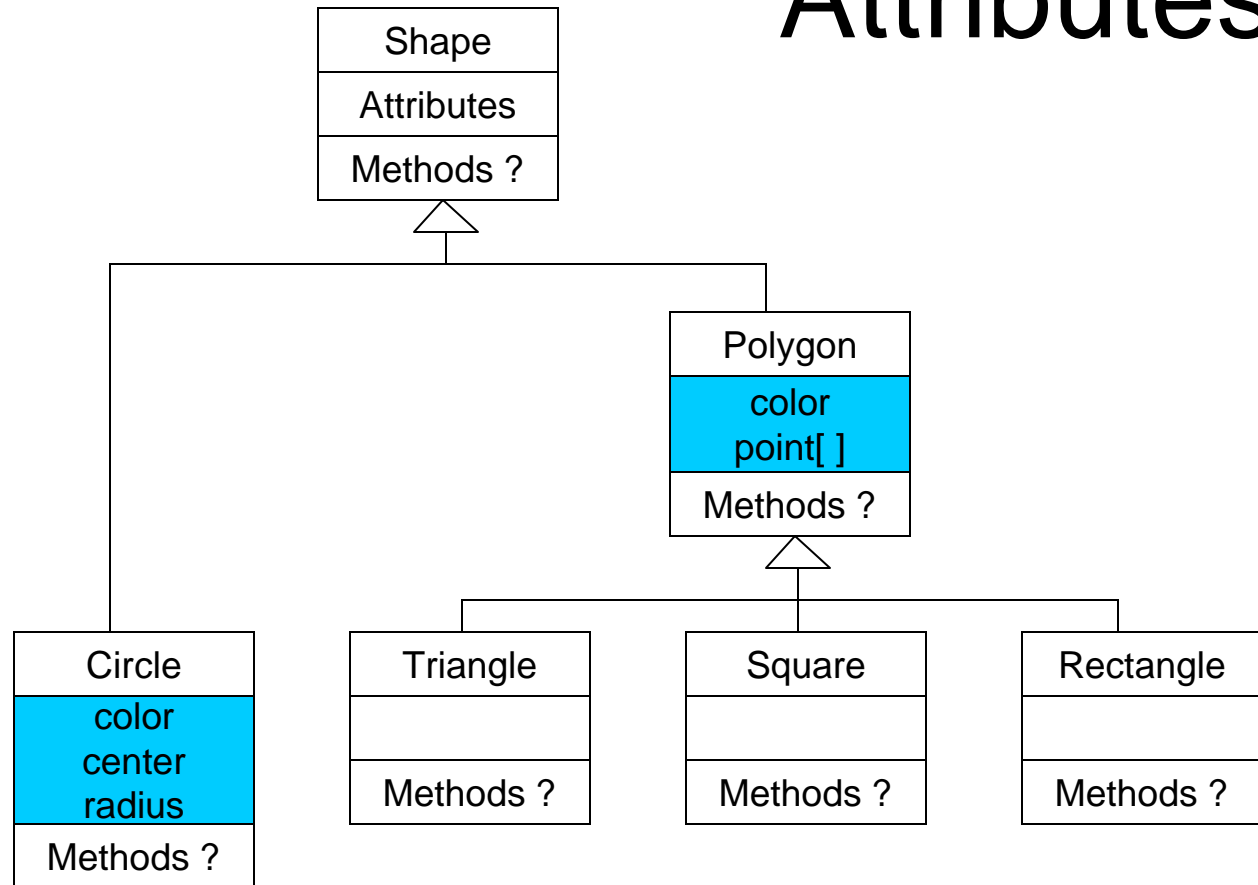 Attributes
Shape
Attributes
Methods ?
Polygon
color
point[ ]
Methods ?
Circle
color
center
radius
Methods ?
Triangle
Methods ?
Square
Methods ?
Rectangle
Methods ?